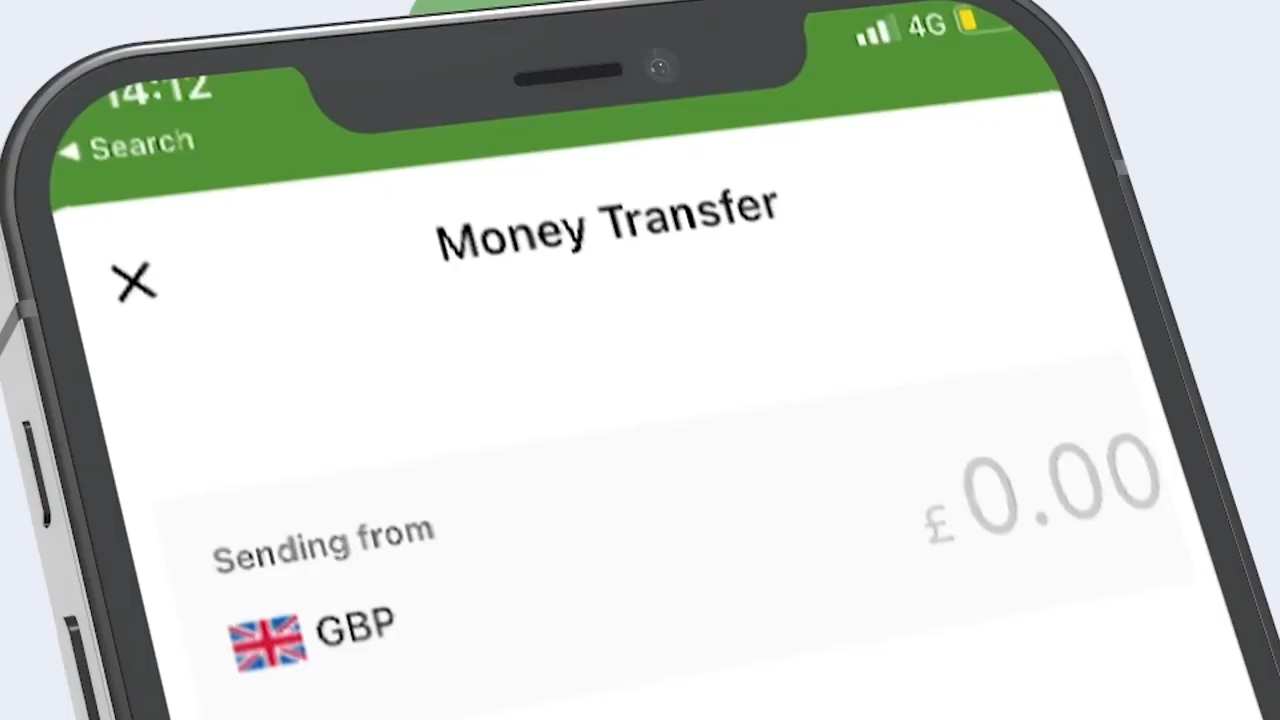 14:12
4G
◀ Search
Money Transfer
£0.00
Sending from
GBP